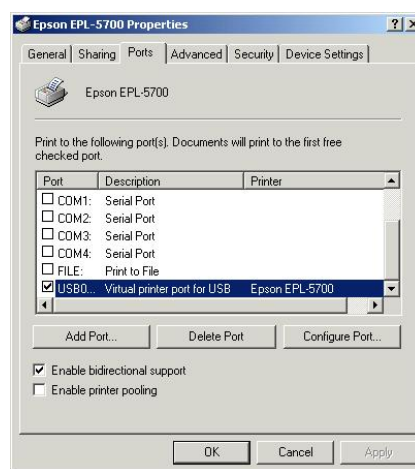 Epson EPL-5700 Properties
General Sharing Ports Advanced Security Device Settings
Epson EPL-5700
Print to the following port(s). Documents will print to the first free
checked port.
Port Description Printer
COM1: Serial Port
COM2: Serial Port
COM3: Serial Port
COM4: Serial Port
FILE: Print to File
USB0... Virtual printer port for USB Epson EPL-5700
Add Port... Delete Port Configure Port...
Enable bidirectional support
Enable printer pooling
OK Cancel Apply